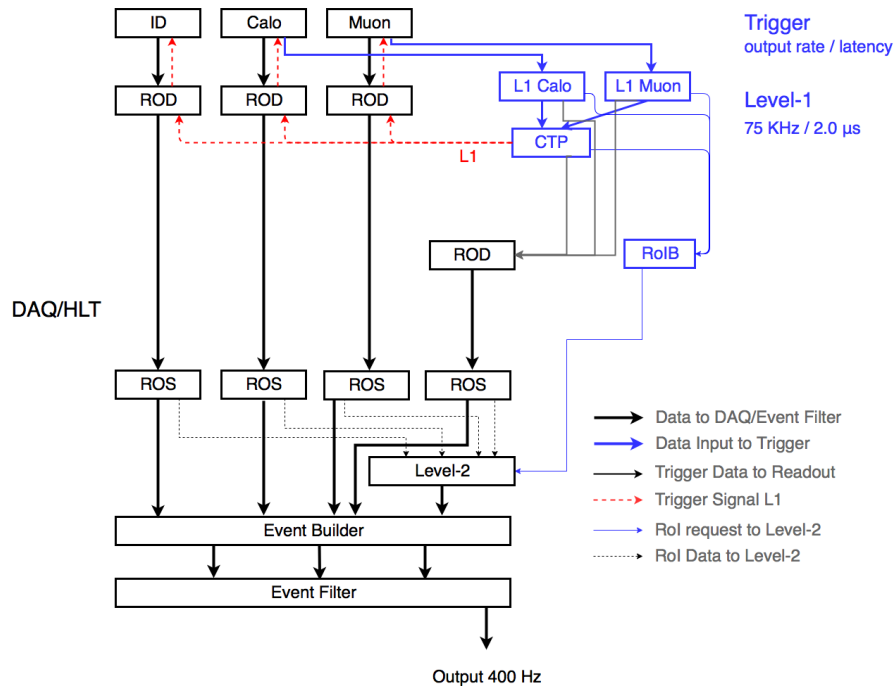 ID
Calo
Muon
Trigger
output rate / latency
L1 Calo
L1 Muon
ROD
ROD
ROD
Level-1
75 KHz / 2.0 μs
CTP
L1
ROD
RoIB
DAQ/HLT
ROS
ROS
ROS
ROS
Data to DAQ/Event Filter
Data Input to Trigger
Level-2
Trigger Data to Readout
Trigger Signal L1
Event Builder
RoI request to Level-2
RoI Data to Level-2
Event Filter
Output 400 Hz